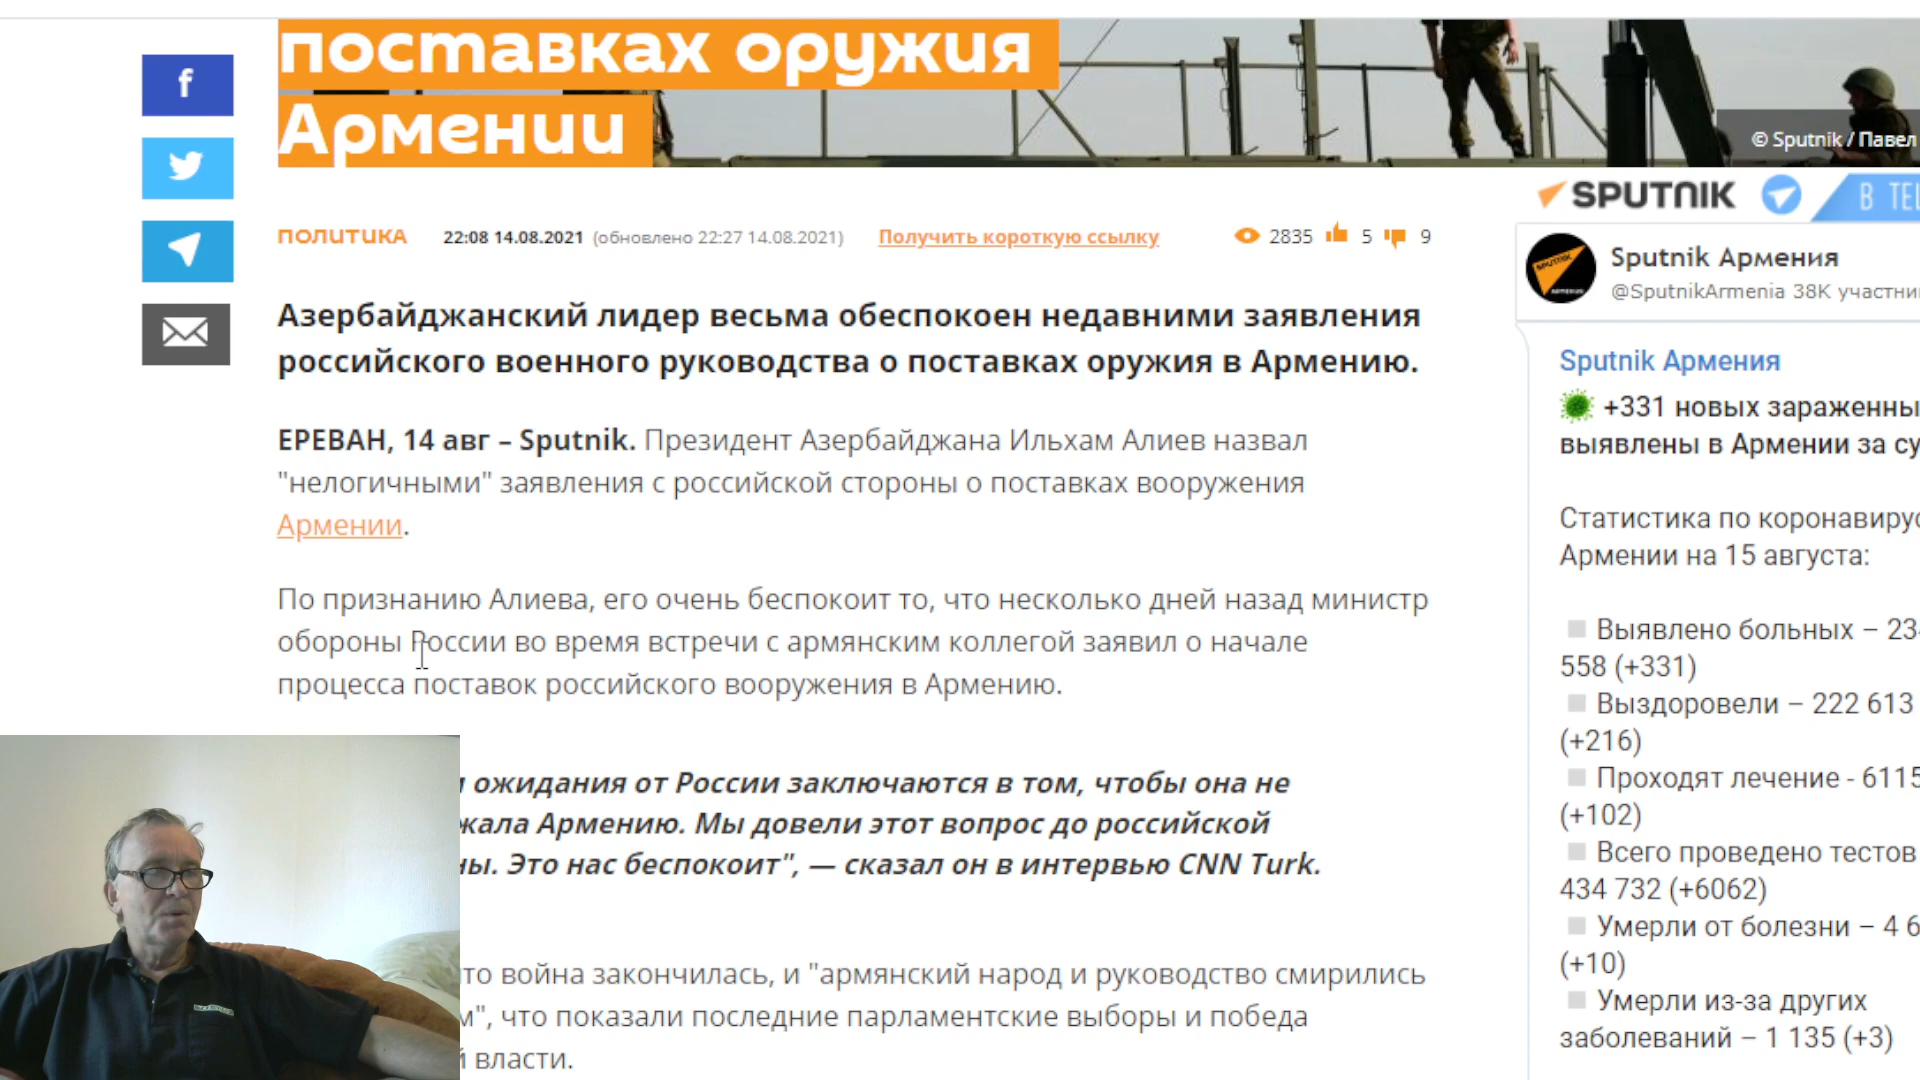 поставках оружия
Армении
© Sputnik / Павел
f
ПОЛИТИКА 22:08 14.08.2021 (обновлено 22:27 14.08.2021) Получить короткую ссылку 2835 5 9
Азербайджанский лидер весьма обеспокоен недавними заявления
российского военного руководства о поставках оружия в Армению.
ЕРЕВАН, 14 авг – Sputnik. Президент Азербайджана Ильхам Алиев назвал
"нелогичными" заявления с российской стороны о поставках вооружения
Армении.
По признанию Алиева, его очень беспокоит то, что несколько дней назад министр
обороны России во время встречи с армянским коллегой заявил о начале
процесса поставок российского вооружения в Армению.
ожидания от России заключаются в том, чтобы она не
жала Армению. Мы довели этот вопрос до российской
ны. Это нас беспокоит", — сказал он в интервью CNN Turk.
то война закончилась, и "армянский народ и руководство смирились
м", что показали последние парламентские выборы и победа
й власти.
SPUTNIK В TEL
Sputnik Армения
@SputnikArmenia 38K участни
Sputnik Армения
+331 новых зараженны
выявлены в Армении за су
Статистика по коронавирус
Армении на 15 августа:
Выявлено больных – 234
558 (+331)
Выздоровели – 222 613
(+216)
Проходят лечение - 6115
(+102)
Всего проведено тестов
434 732 (+6062)
Умерли от болезни – 4 6
(+10)
Умерли из-за других
заболеваний – 1 135 (+3)